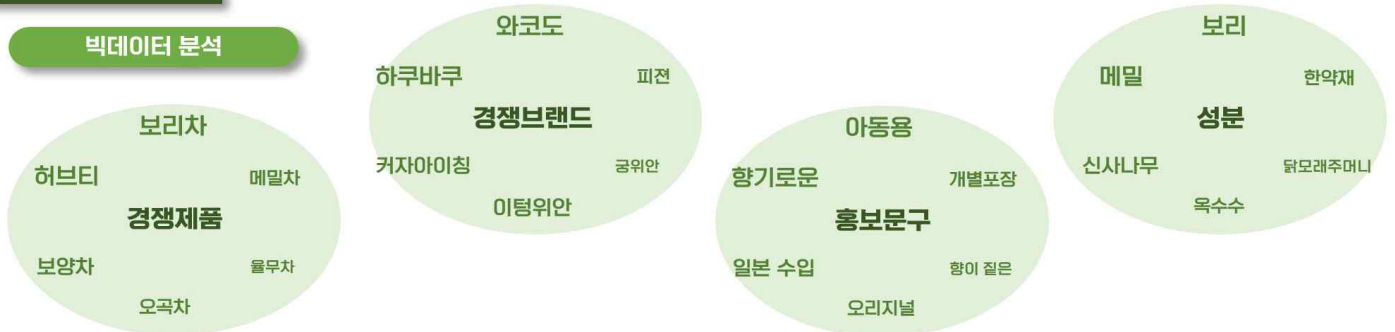 빅데이터 분석
보리차
허브티
메밀차
경쟁제품
보양차
율무차
오곡차
와코도
하쿠바쿠
피젼
경쟁브랜드
커자아이칭
궁위안
이텅위안
아동용
향기로운
개별포장
홍보문구
일본 수입
향이 짙은
오리지널
보리
메밀
한약재
성분
신사나무
닭모래주머니
옥수수